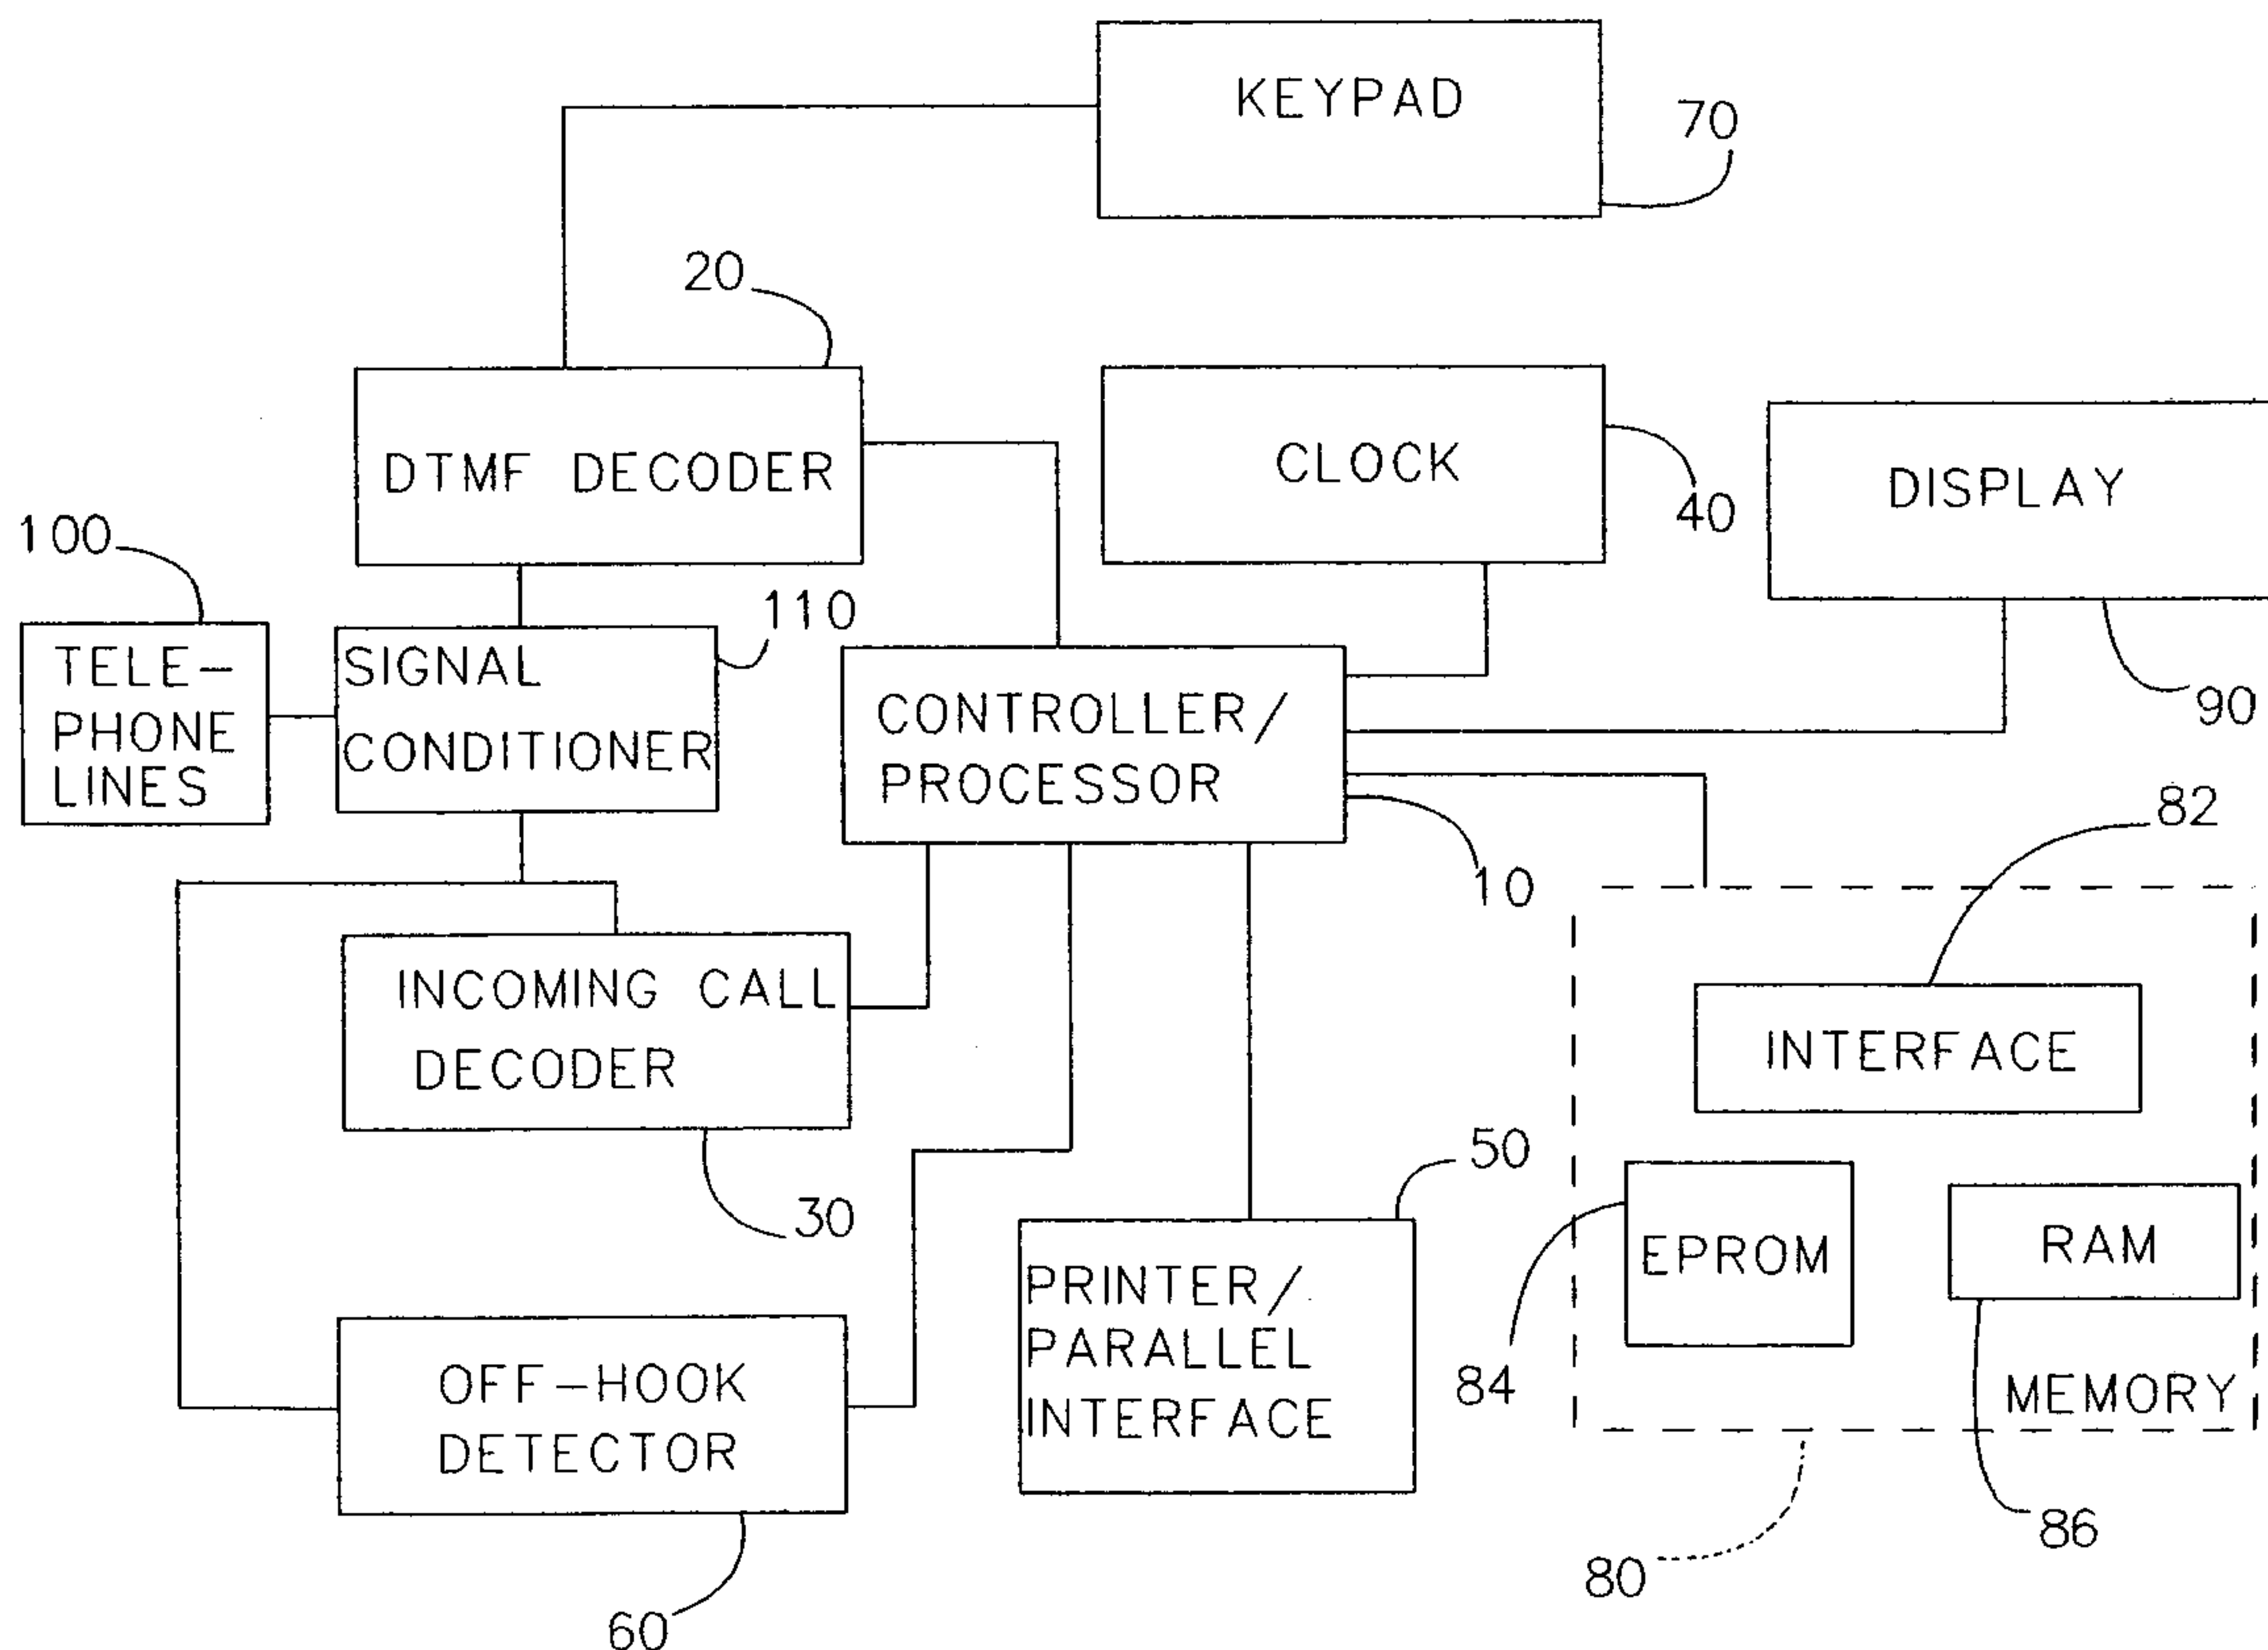 KEYPAD
70
20
DTMF DECODER
CLOCK
40
DISPLAY
90
100
TELE-
PHONE
LINES
110
SIGNAL
CONDITIONER
CONTROLLER/
PROCESSOR
10
82
INTERFACE
INCOMING CALL
DECODER
30
50
PRINTER/
PARALLEL
INTERFACE
84
EPROM
RAM
86
MEMORY
80
OFF-HOOK
DETECTOR
60